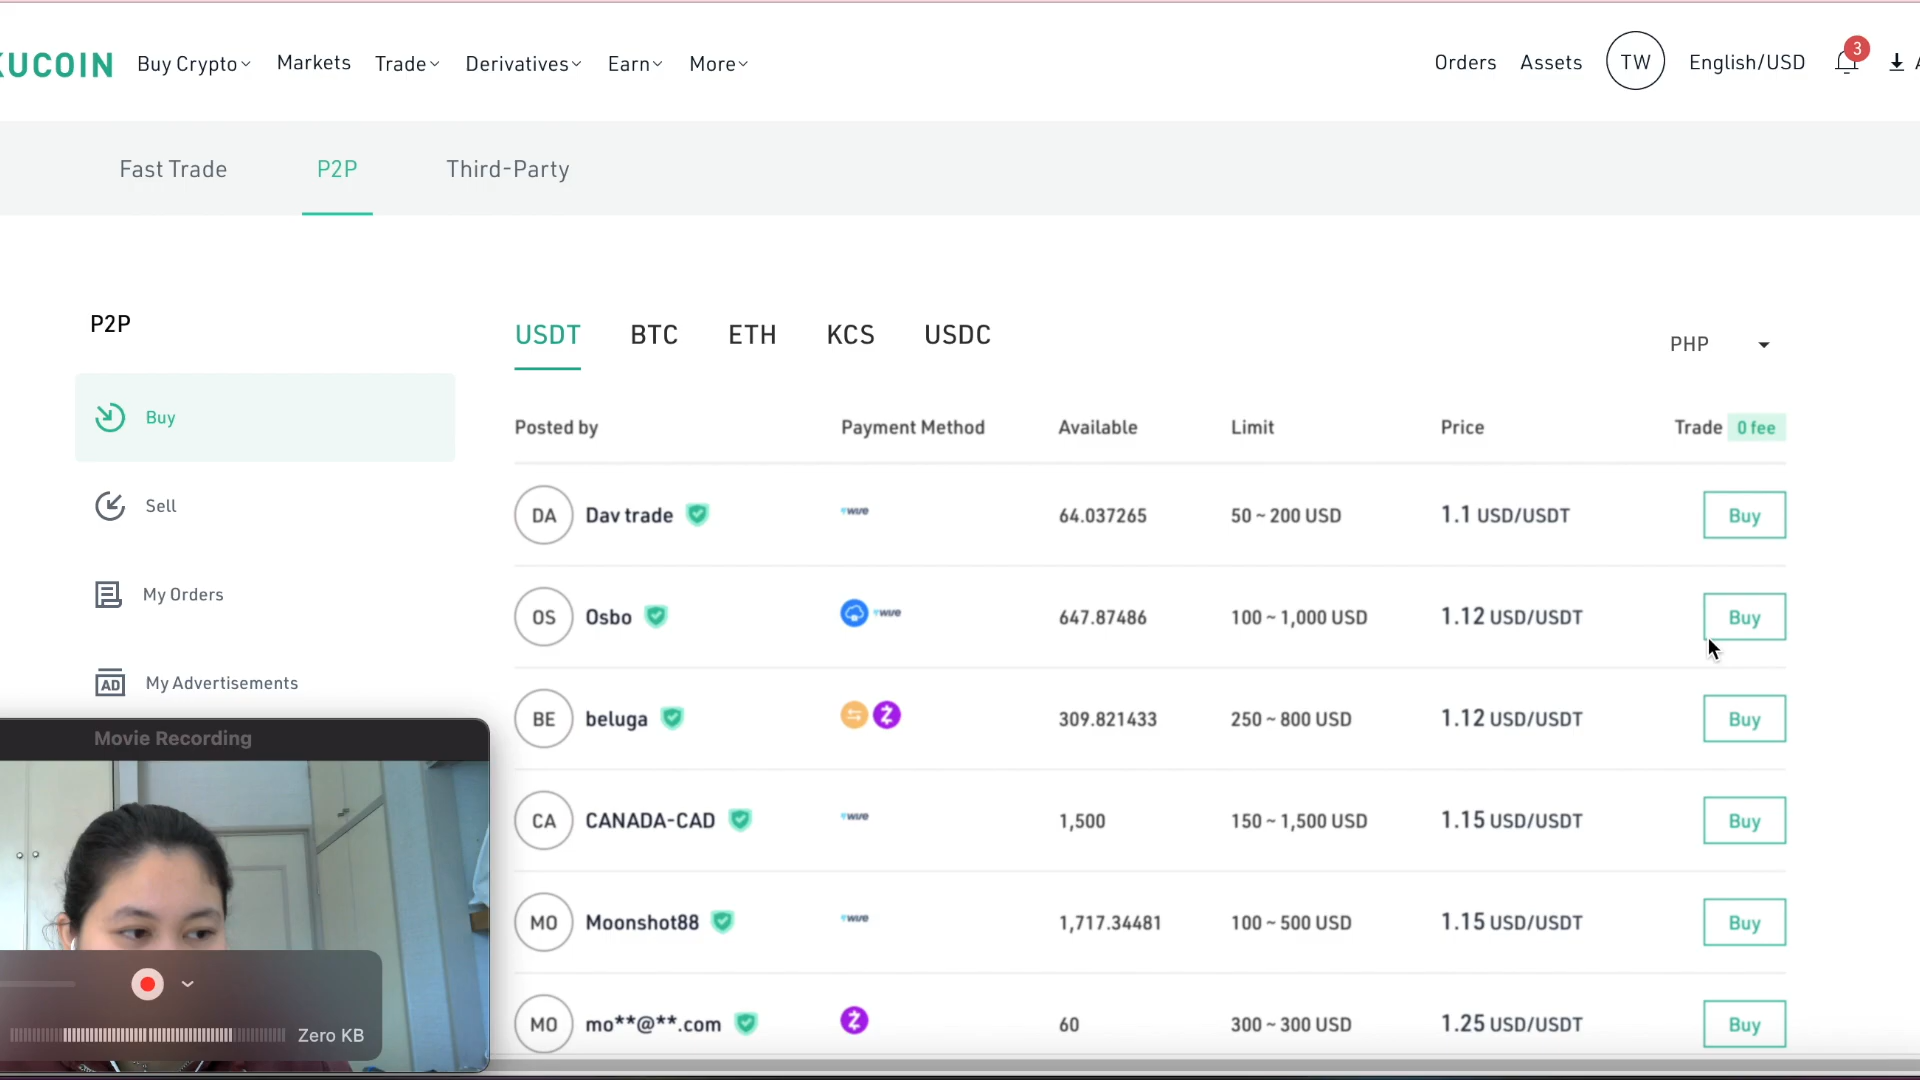 KUCOIN Buy Crypto Markets Trade Derivatives Earn More Orders Assets TW English/USD 3
Fast Trade P2P Third-Party
P2P
Buy
Sell
My Orders
AD My Advertisements
USDT BTC ETH KCS USDC PHP
Posted by Payment Method Available Limit Price Trade 0 fee
DA Dav trade wise 64.037265 50 ~ 200 USD 1.1 USD/USDT Buy
OS Osbo wise 647.87486 100 ~ 1,000 USD 1.12 USD/USDT Buy
BE beluga 309.821433 250 ~ 800 USD 1.12 USD/USDT Buy
CA CANADA-CAD wise 1,500 150 ~ 1,500 USD 1.15 USD/USDT Buy
MO Moonshot88 wise 1,717.34481 100 ~ 500 USD 1.15 USD/USDT Buy
MO mo**@**.com 60 300 ~ 300 USD 1.25 USD/USDT Buy
Movie Recording
Zero KB